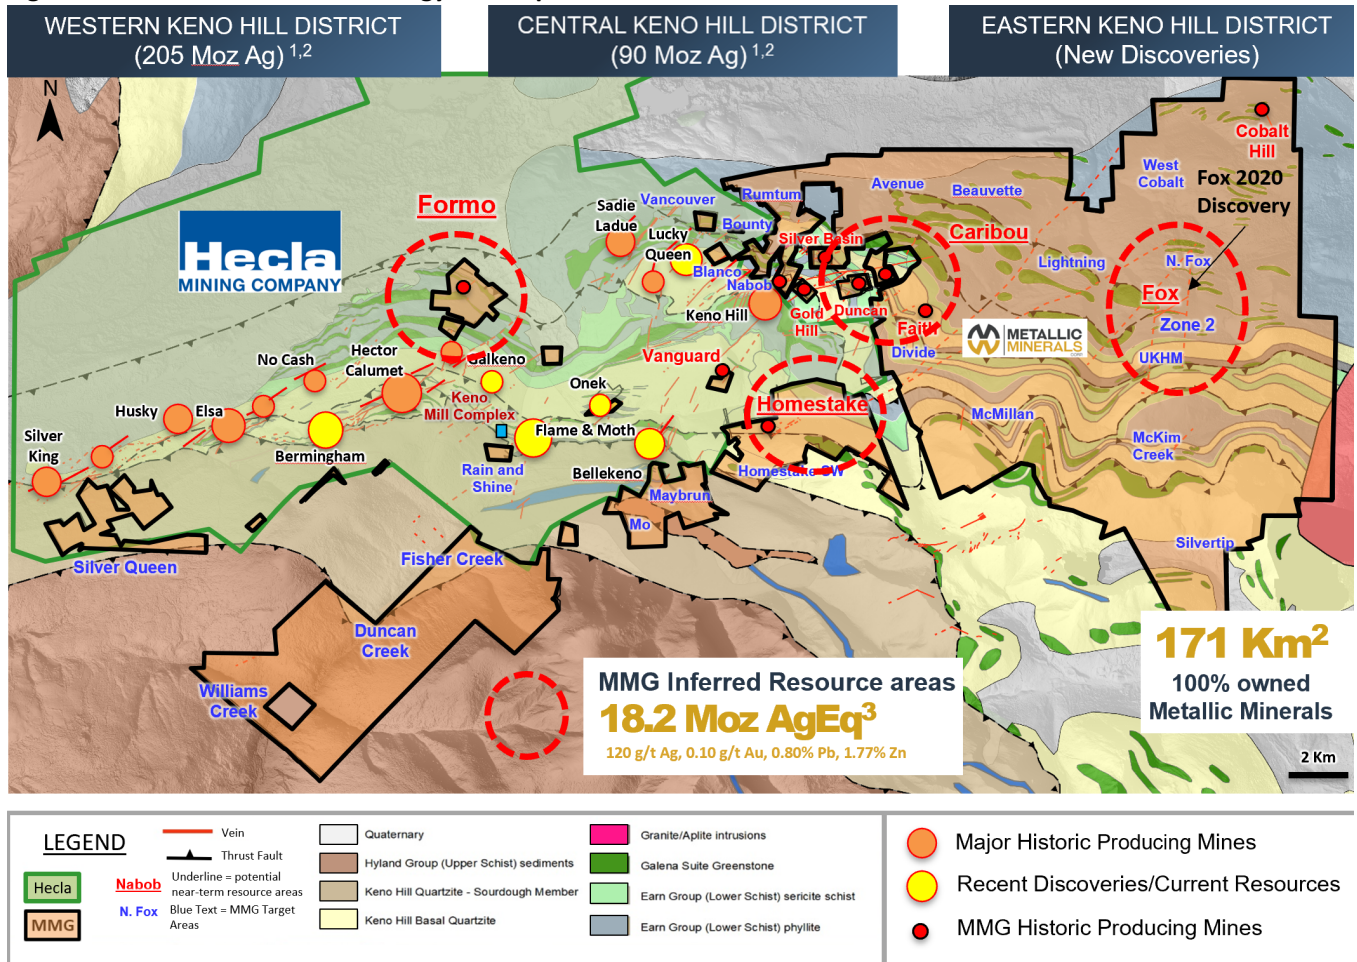 WESTERN KENO HILL DISTRICT
(205 Moz Ag) 1,2
CENTRAL KENO HILL DISTRICT
(90 Moz Ag) 1,2
EASTERN KENO HILL DISTRICT
(New Discoveries)
N
Cobalt
Hill
West
Cobalt
Fox 2020
Discovery
Formo
Sadie
Ladue
Vancouver
Rumtum
Avenue
Beauvette
Lucky
Queen
Bounty
Silver Basin
Caribou
Hecla
MINING COMPANY
Blanco
Nabob
Lightning
N. Fox
Fox
Keno Hill
Gold
Hill
Duncan
Faith
Zone 2
METALLIC
MINERALS
CORP
Divide
UKHM
No Cash
Hector
Calumet
Galkeno
Vanguard
Onek
Keno
Mill Complex
Homestake
McMillan
Husky
Elsa
Flame & Moth
McKim
Creek
Silver
King
Bermingham
Rain and
Shine
Bellekeno
Homestake SW
Maybrun
Mo
Silvertip
Silver Queen
Fisher Creek
Duncan
Creek
Williams
Creek
MMG Inferred Resource areas
18.2 Moz AgEq3
120 g/t Ag, 0.10 g/t Au, 0.80% Pb, 1.77% Zn
171 Km2
100% owned
Metallic Minerals
2 Km
LEGEND
Hecla
MMG
Vein
Thrust Fault
Nabob
Underline = potential
near-term resource areas
N. Fox
Blue Text = MMG Target
Areas
Quaternary
Hyland Group (Upper Schist) sediments
Keno Hill Quartzite - Sourdough Member
Keno Hill Basal Quartzite
Granite/Aplite intrusions
Galena Suite Greenstone
Earn Group (Lower Schist) sericite schist
Earn Group (Lower Schist) phyllite
Major Historic Producing Mines
Recent Discoveries/Current Resources
MMG Historic Producing Mines